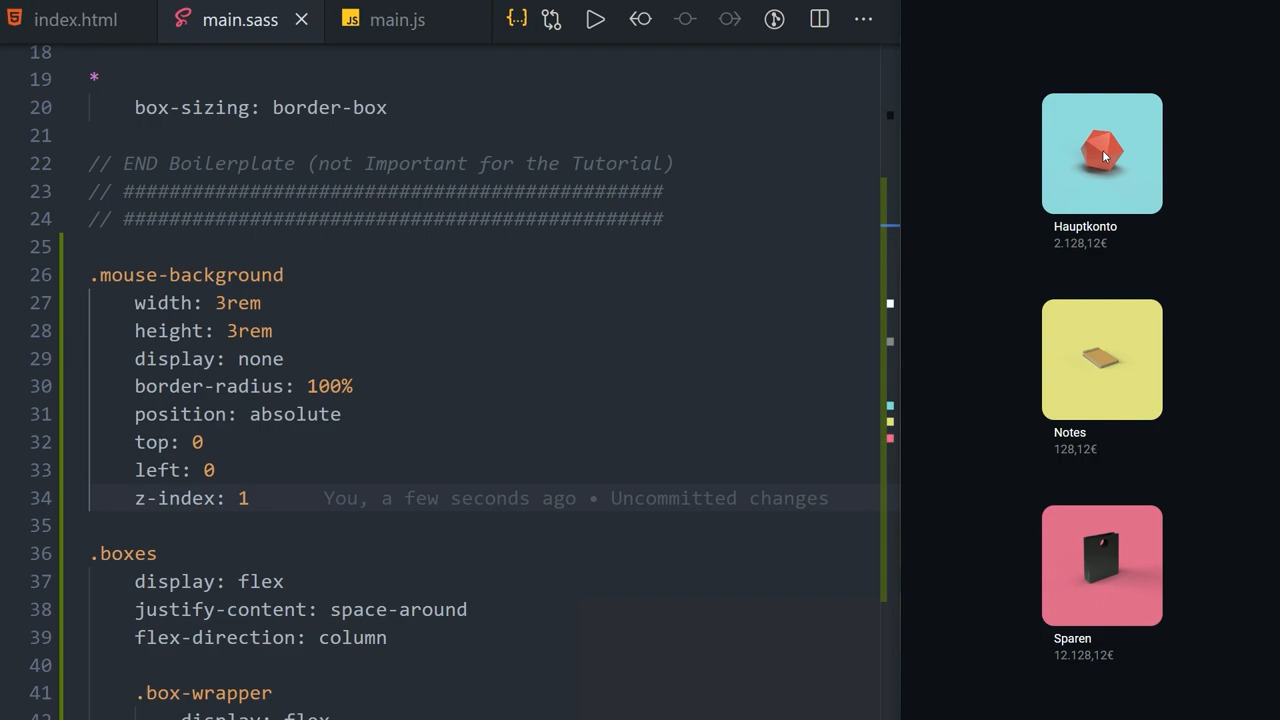 index.html
main.sass
JS main.js
18
19 *
20 box-sizing: border-box
21
22 // END Boilerplate (not Important for the Tutorial)
23 // ###############################################
24 // ###############################################
25
26 .mouse-background
27 width: 3rem
28 height: 3rem
29 display: none
30 border-radius: 100%
31 position: absolute
32 top: 0
33 left: 0
34 z-index: 1 You, a few seconds ago • Uncommitted changes
35
36 .boxes
37 display: flex
38 justify-content: space-around
39 flex-direction: column
40
41 .box-wrapper
42 display: flex
Hauptkonto
2.128,12€
Notes
128,12€
Sparen
12.128,12€